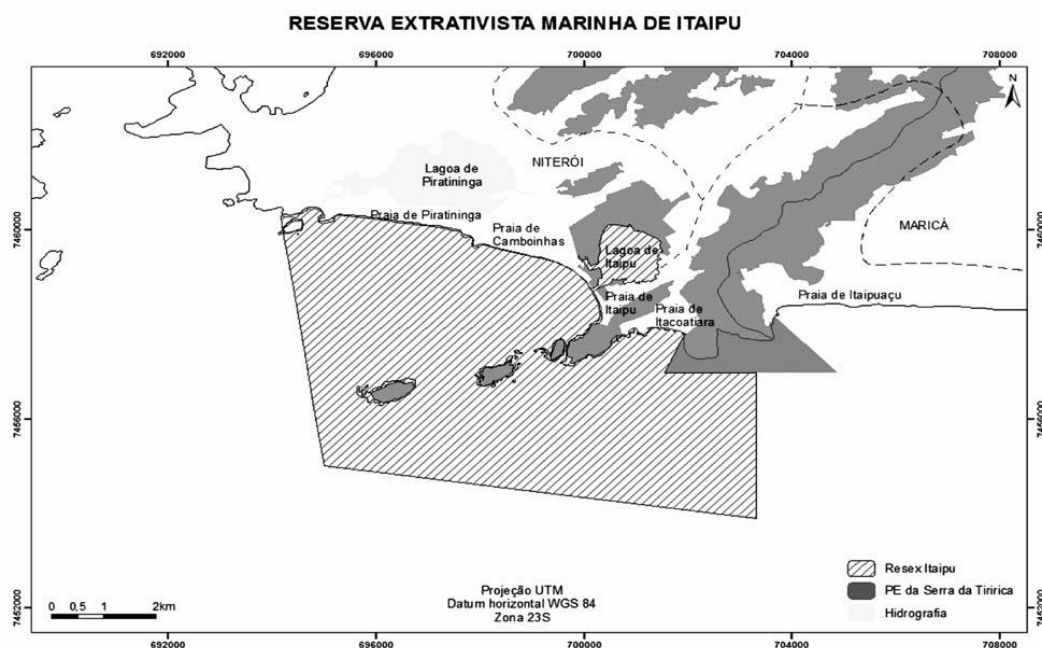 RESERVA EXTRATIVISTA MARINHA DE ITAIPU
692000 696000 700000 704000 708000
N
NITERÓI
Lagoa de
Piratininga
7460000
Praia de Piratininga
Praia de
Camboinhas
Lagoa de
Itaipu
MARICÁ
7460000
Praia de
Itaipu
Praia de
Itacoatiara
Praia de Itaipuaçu
7456000
7456000
Resex Itaipu
PE da Serra da Tiririca
Hidrografia
0 0,5 1 2km
Projeção UTM
Datum horizontal WGS 84
Zona 23S
7452000
7452000
692000 696000 700000 704000 708000